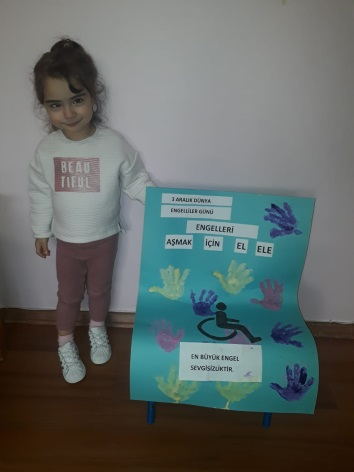 BEAU
TIFUL
3 ARALIK DÜNYA
ENGELLİLER GÜNÜ
ENGELLERİ
AŞMAK İÇİN EL ELE
EN BÜYÜK ENGEL
SEVGİSİZLİKTİR.